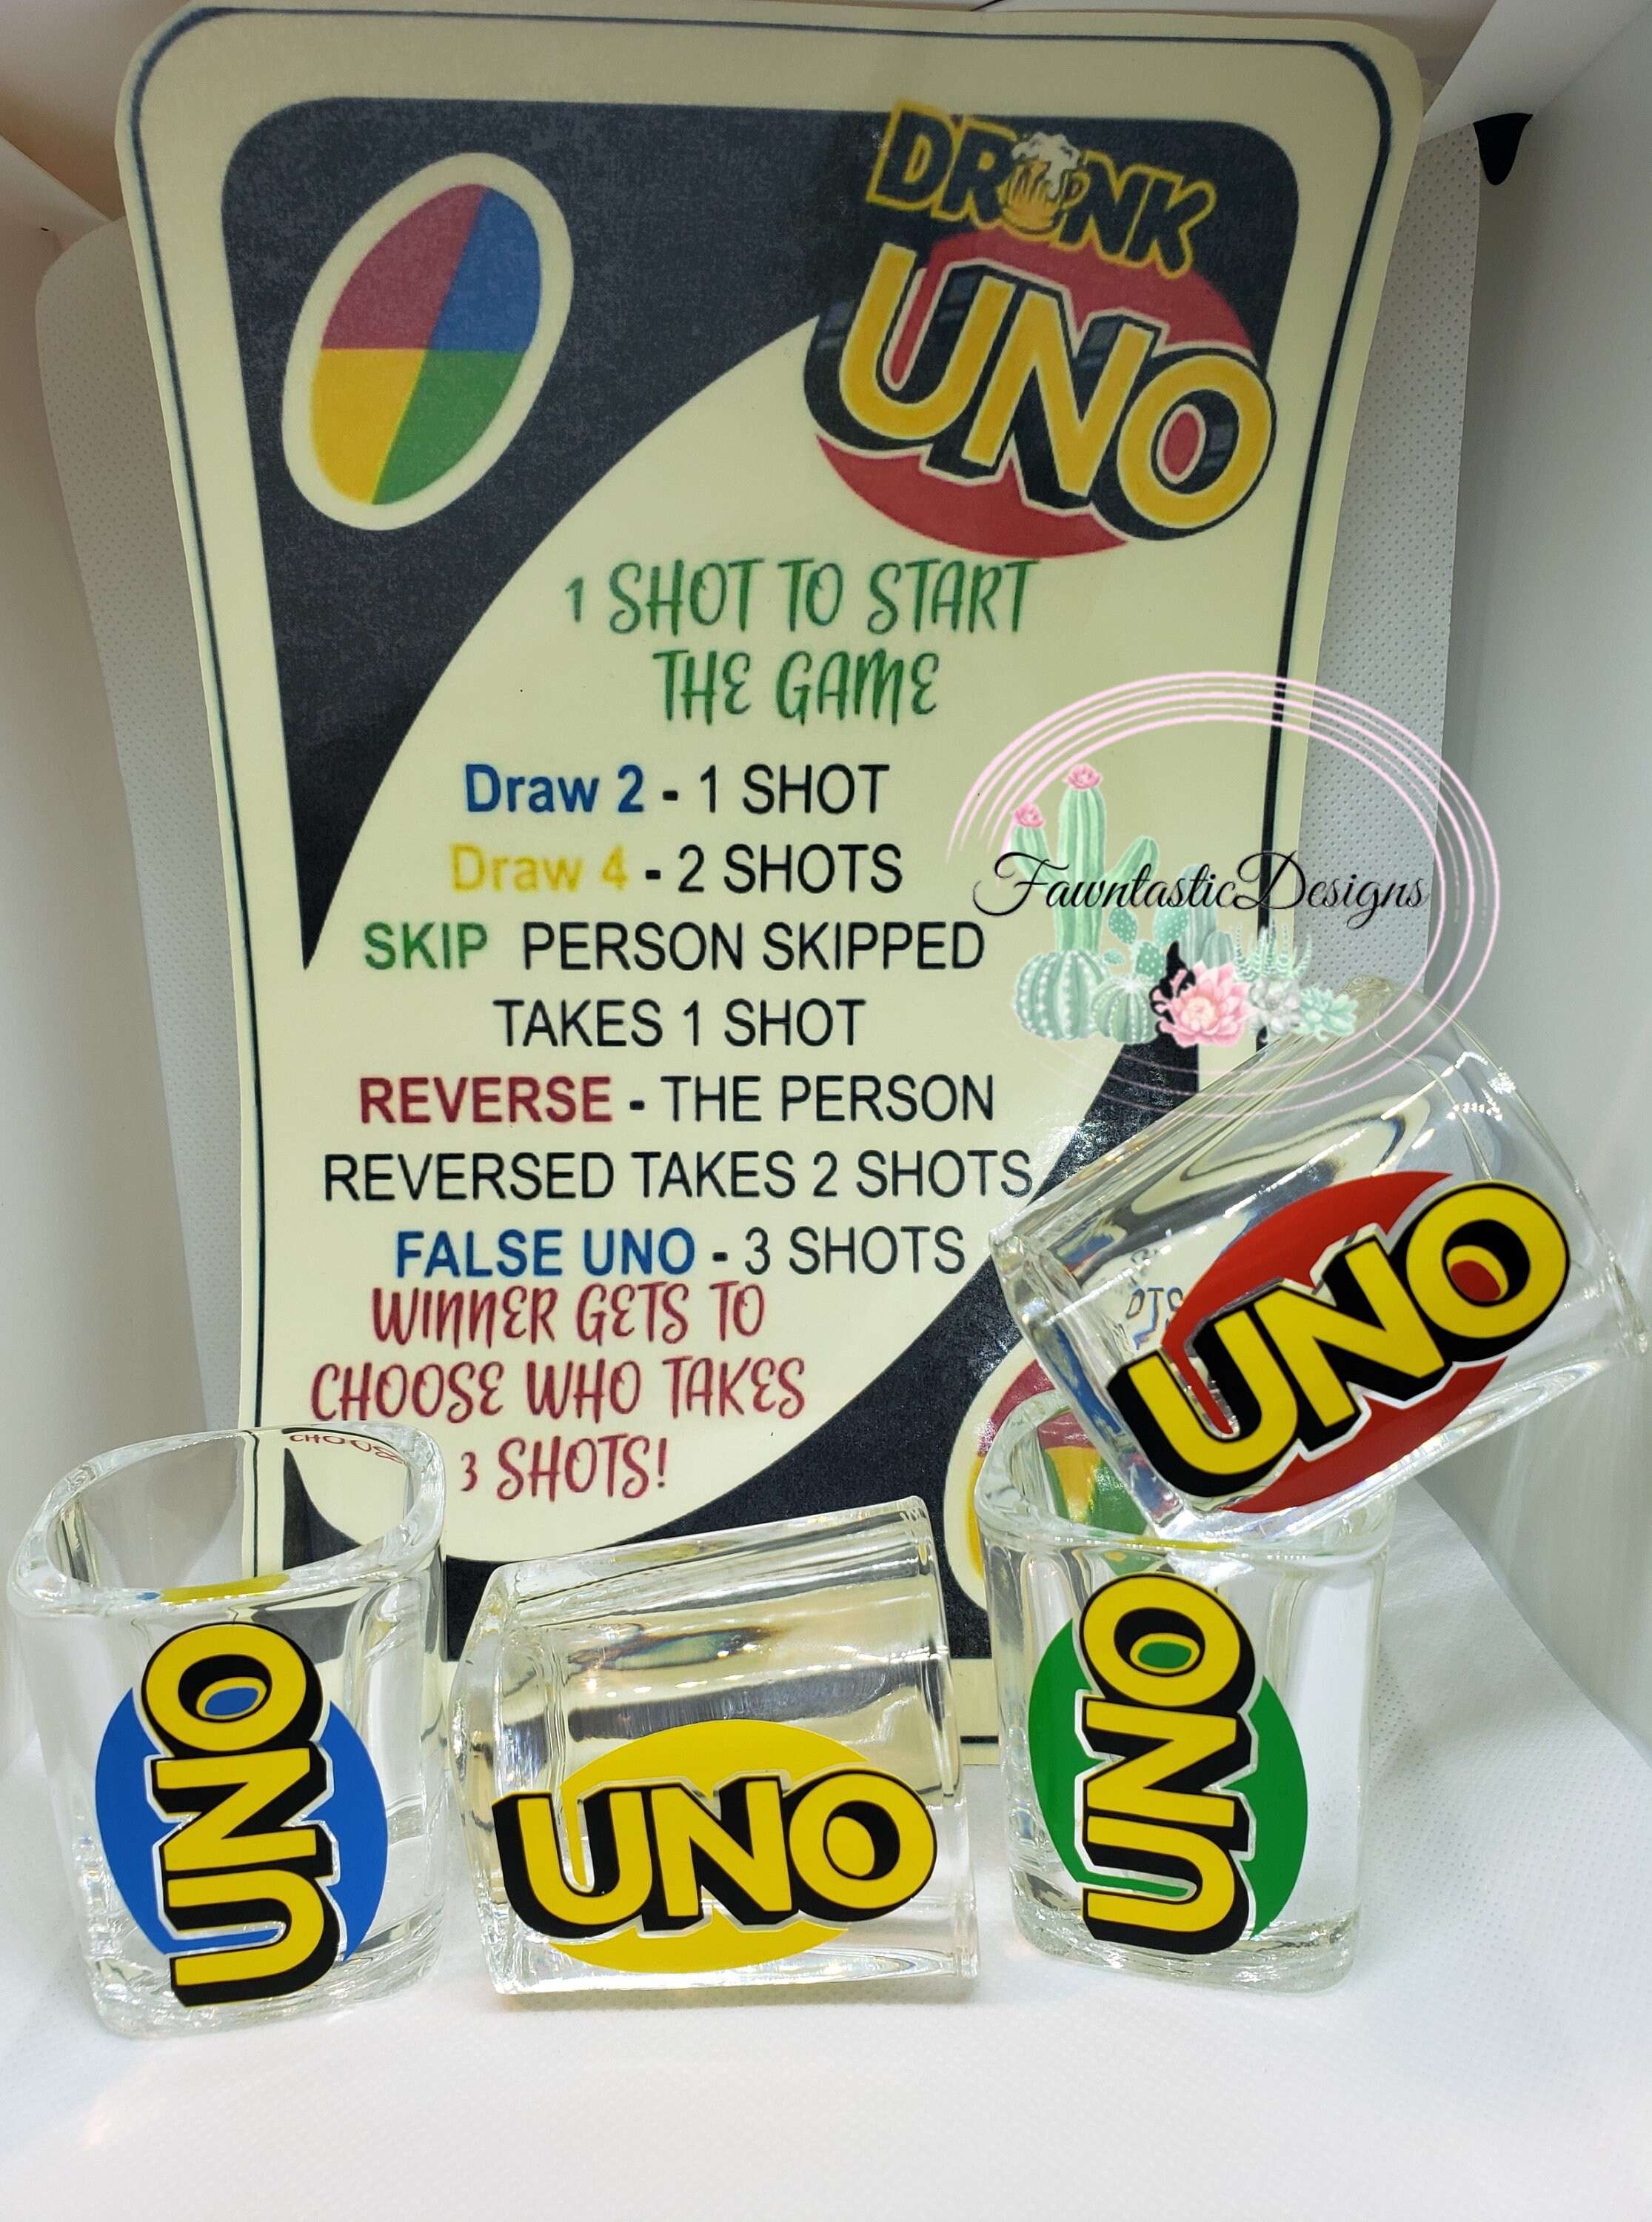 DRUNK
UNO
1 SHOT TO START
THE GAME
Draw 2 - 1 SHOT
Draw 4 - 2 SHOTS
SKIP PERSON SKIPPED
TAKES 1 SHOT
REVERSE - THE PERSON
REVERSED TAKES 2 SHOTS
FALSE UNO - 3 SHOTS
WINNER GETS TO
CHOOSE WHO TAKES
3 SHOTS!
FawntasticDesigns
UNO
UNO
UNO
UNO